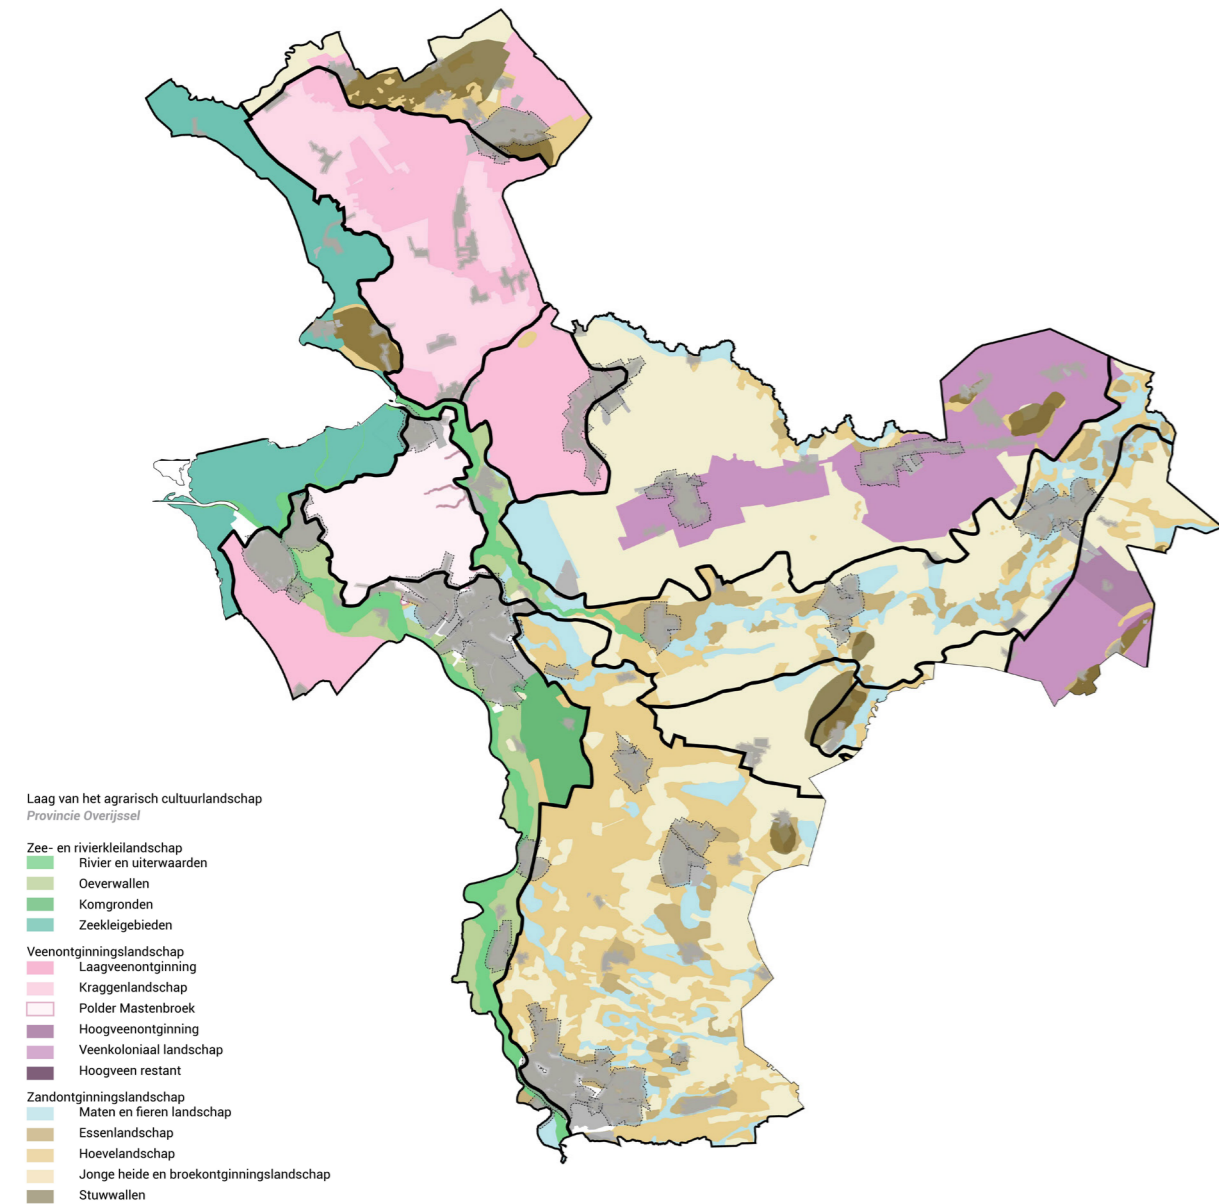 Laag van het agrarisch cultuurlandschap
Provincie Overijssel
Zee- en rivierkleilandschap
Rivier en uiterwaarden
Oeverwallen
Komgronden
Zeekleigebieden
Veenontginningslandschap
Laagveenontginning
Kraggenlandschap
Polder Mastenbroek
Hoogveenontginning
Veenkoloniaal landschap
Hoogveen restant
Zandontginningslandschap
Maten en fieren landschap
Essenlandschap
Hoevelandschap
Jonge heide en broekontginningslandschap
Stuwwallen